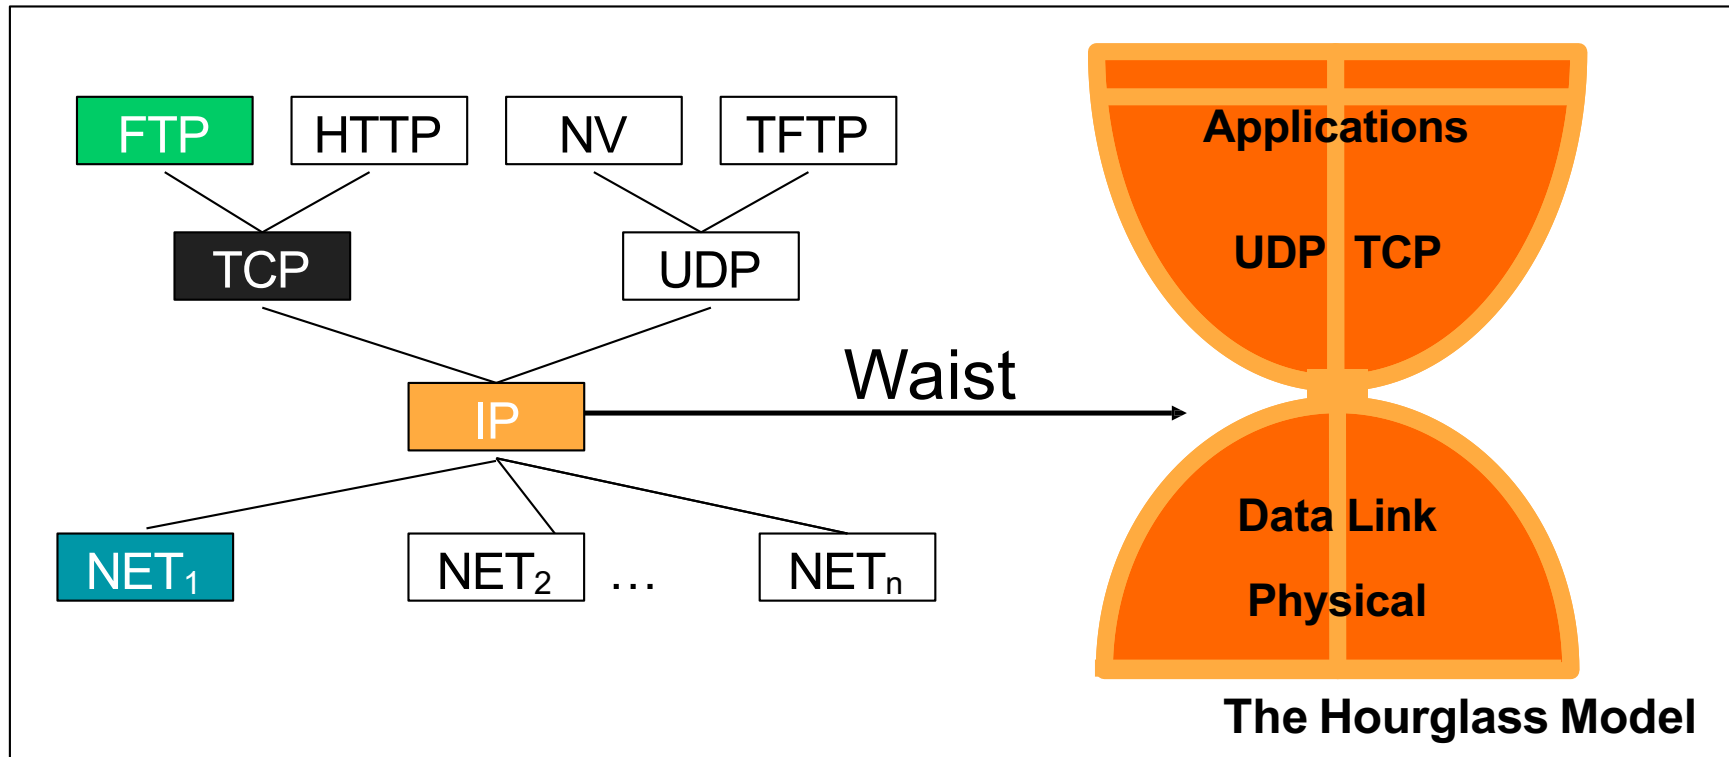 FTP HTTP NV TFTP
Applications
TCP UDP
UDP TCP
Waist
IP
Data Link
NET₁ NET₂ … NETₙ
Physical
The Hourglass Model